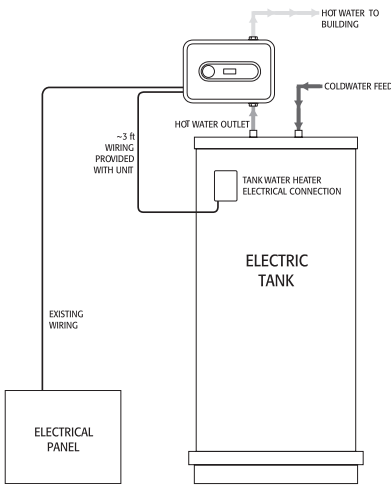 HOT WATER TO
BUILDING
COLDWATER FEED
HOT WATER OUTLET
~3 ft
WIRING
PROVIDED
WITH UNIT
TANK WATER HEATER
ELECTRICAL CONNECTION
ELECTRIC
TANK
EXISTING
WIRING
ELECTRICAL
PANEL